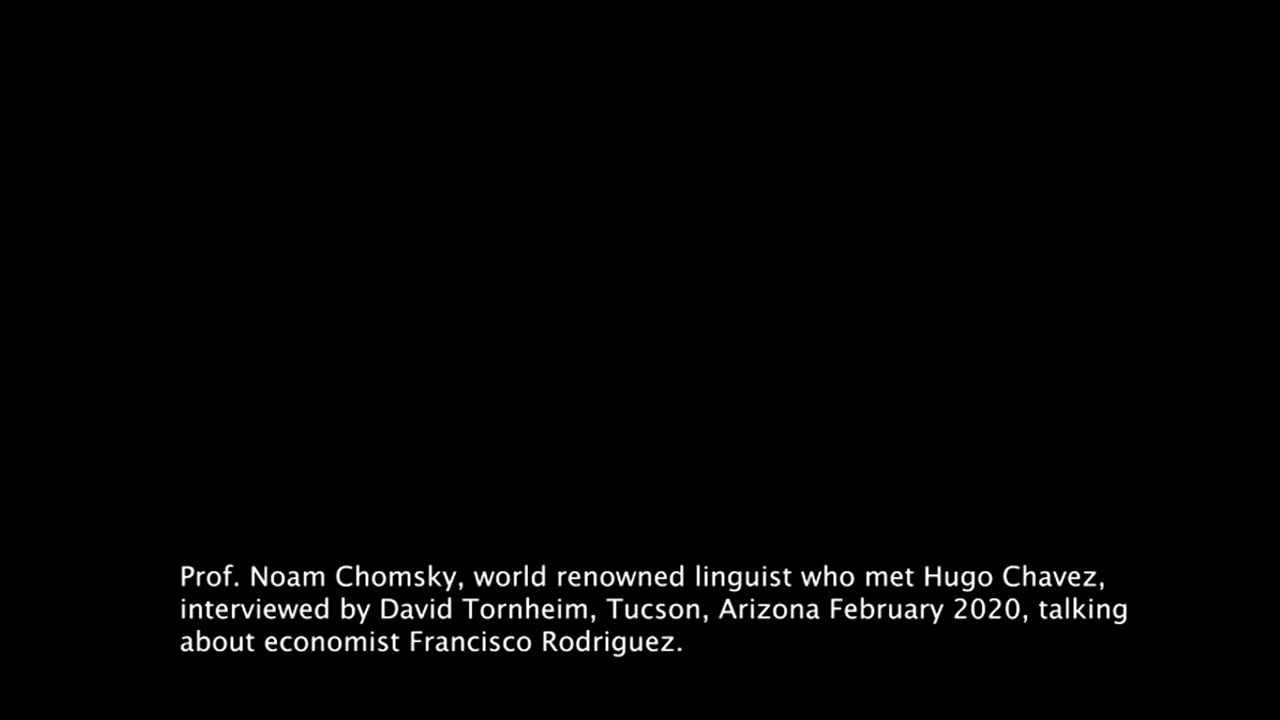 Prof. Noam Chomsky, world renowned linguist who met Hugo Chavez,
interviewed by David Tornheim, Tucson, Arizona February 2020, talking
about economist Francisco Rodriguez.